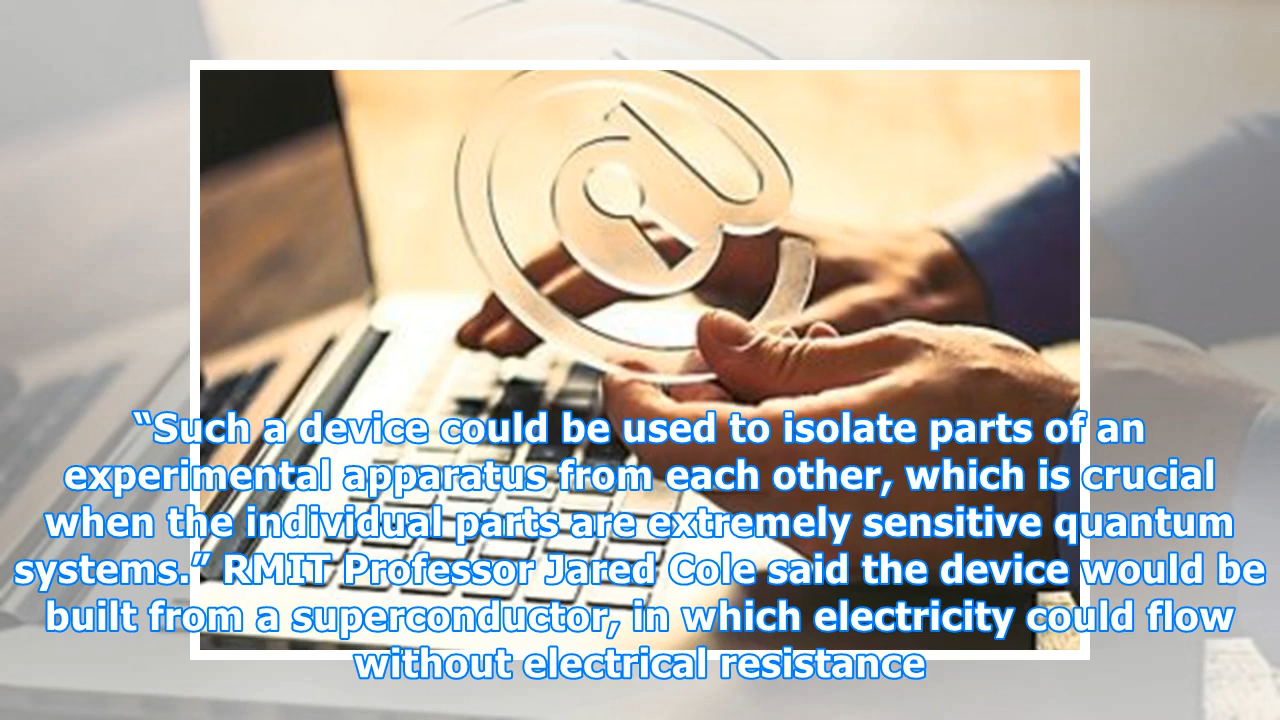 “Such a device could be used to isolate parts of an
experimental apparatus from each other, which is crucial
when the individual parts are extremely sensitive quantum
systems.” RMIT Professor Jared Cole said the device would be
built from a superconductor, in which electricity could flow
without electrical resistance